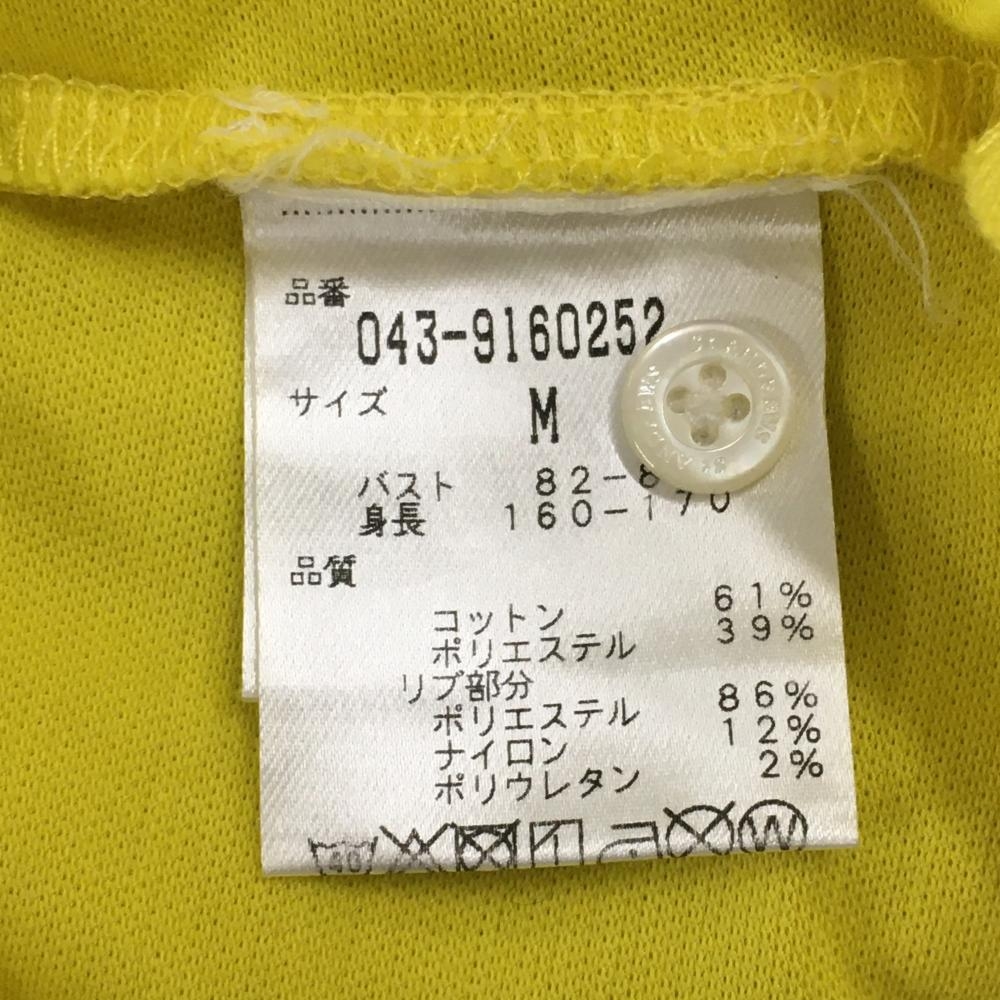 品番
043-9160252
サイズ M
バスト 82-8
身長 160-170
品質
コットン 61%
ポリエステル 39%
リブ部分
ポリエステル 86%
ナイロン 12%
ポリウレタン 2%
40
W